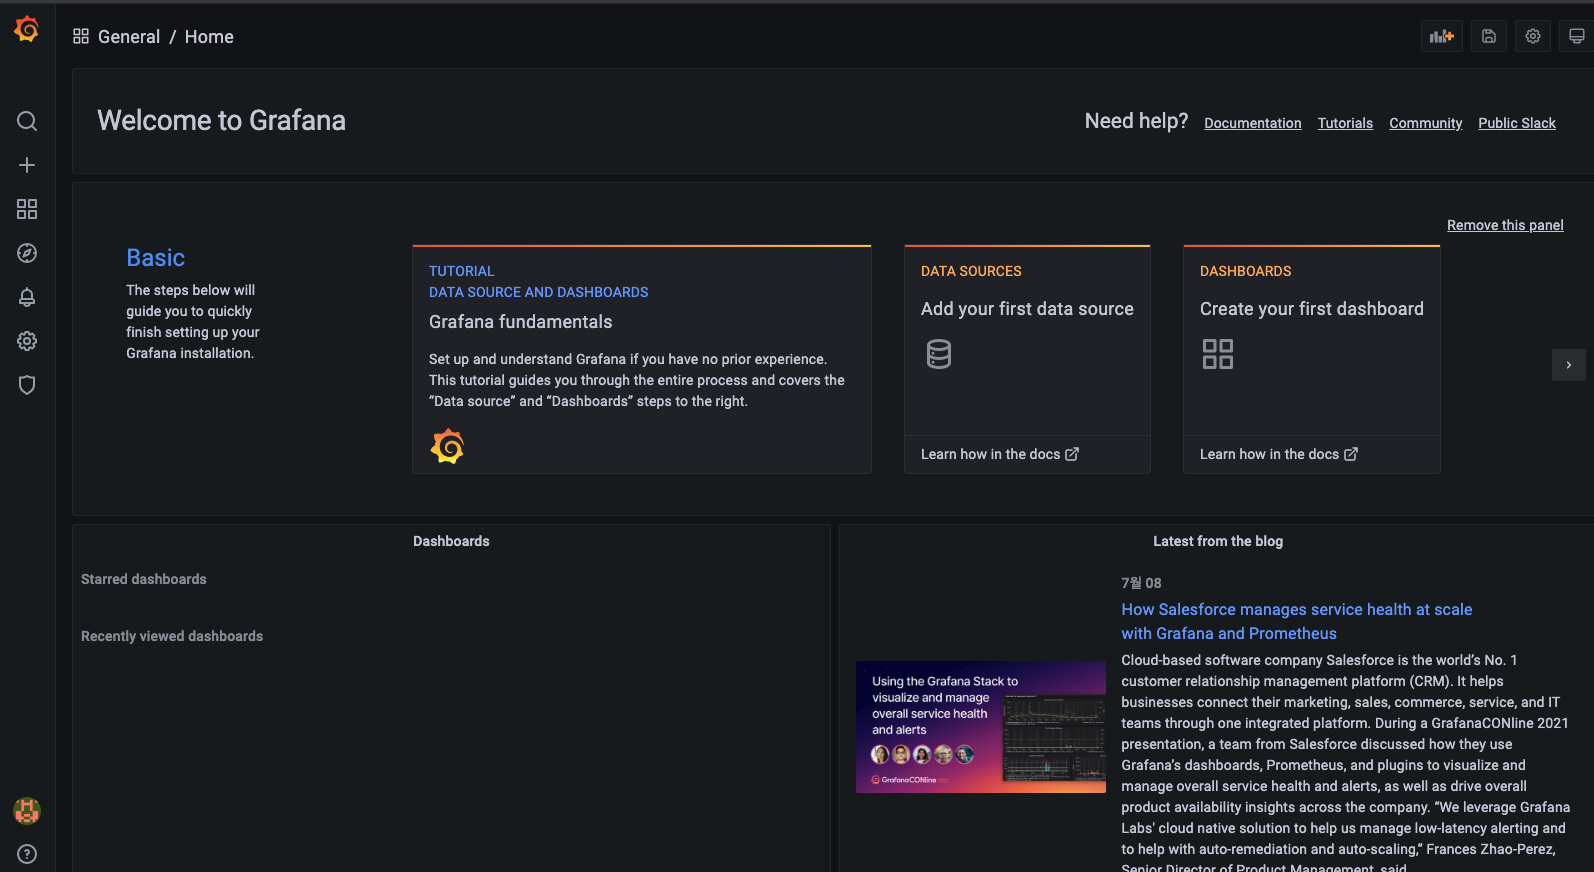 General / Home
Welcome to Grafana
Need help? Documentation Tutorials Community Public Slack
Remove this panel
Basic
The steps below will
guide you to quickly
finish setting up your
Grafana installation.
TUTORIAL
DATA SOURCE AND DASHBOARDS
Grafana fundamentals
Set up and understand Grafana if you have no prior experience.
This tutorial guides you through the entire process and covers the
“Data source” and “Dashboards” steps to the right.
DATA SOURCES
Add your first data source
Learn how in the docs
DASHBOARDS
Create your first dashboard
Learn how in the docs
Dashboards
Starred dashboards
Recently viewed dashboards
Latest from the blog
7월 08
How Salesforce manages service health at scale
with Grafana and Prometheus
Using the Grafana Stack to
visualize and manage
overall service health
and alerts
GrafanaCONline
Cloud-based software company Salesforce is the world’s No. 1
customer relationship management platform (CRM). It helps
businesses connect their marketing, sales, commerce, service, and IT
teams through one integrated platform. During a GrafanaCONline 2021
presentation, a team from Salesforce discussed how they use
Grafana’s dashboards, Prometheus, and plugins to visualize and
manage overall service health and alerts, as well as drive overall
product availability insights across the company. “We leverage Grafana
Labs' cloud native solution to help us manage low-latency alerting and
to help with auto-remediation and auto-scaling,” Frances Zhao-Perez,
Senior Director of Product Management, said